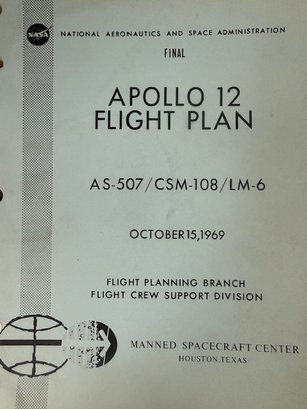 NASA
NATIONAL AERONAUTICS AND SPACE ADMINISTRATION
FINAL
APOLLO 12
FLIGHT PLAN
AS-507/CSM-108/LM-6
OCTOBER 15, 1969
FLIGHT PLANNING BRANCH
FLIGHT CREW SUPPORT DIVISION
MANNED SPACECRAFT CENTER
HOUSTON, TEXAS